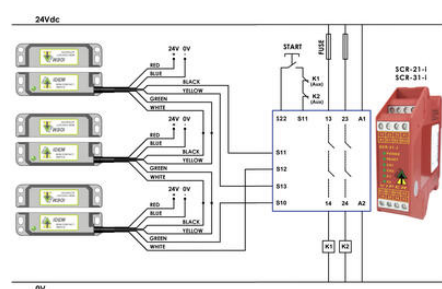 24Vdc
24V 0V
RED
BLUE
BLACK
YELLOW
GREEN
WHITE
24V 0V
RED
BLUE
BLACK
YELLOW
GREEN
WHITE
24V 0V
RED
BLUE
BLACK
YELLOW
GREEN
WHITE
START
FUSE
K1
(Aux)
K2
(Aux)
S22 S11 13 23 A1
S11
S12
S13
S10
14 24 A2
K1 K2
SCR-21-i
SCR-31-i
0V